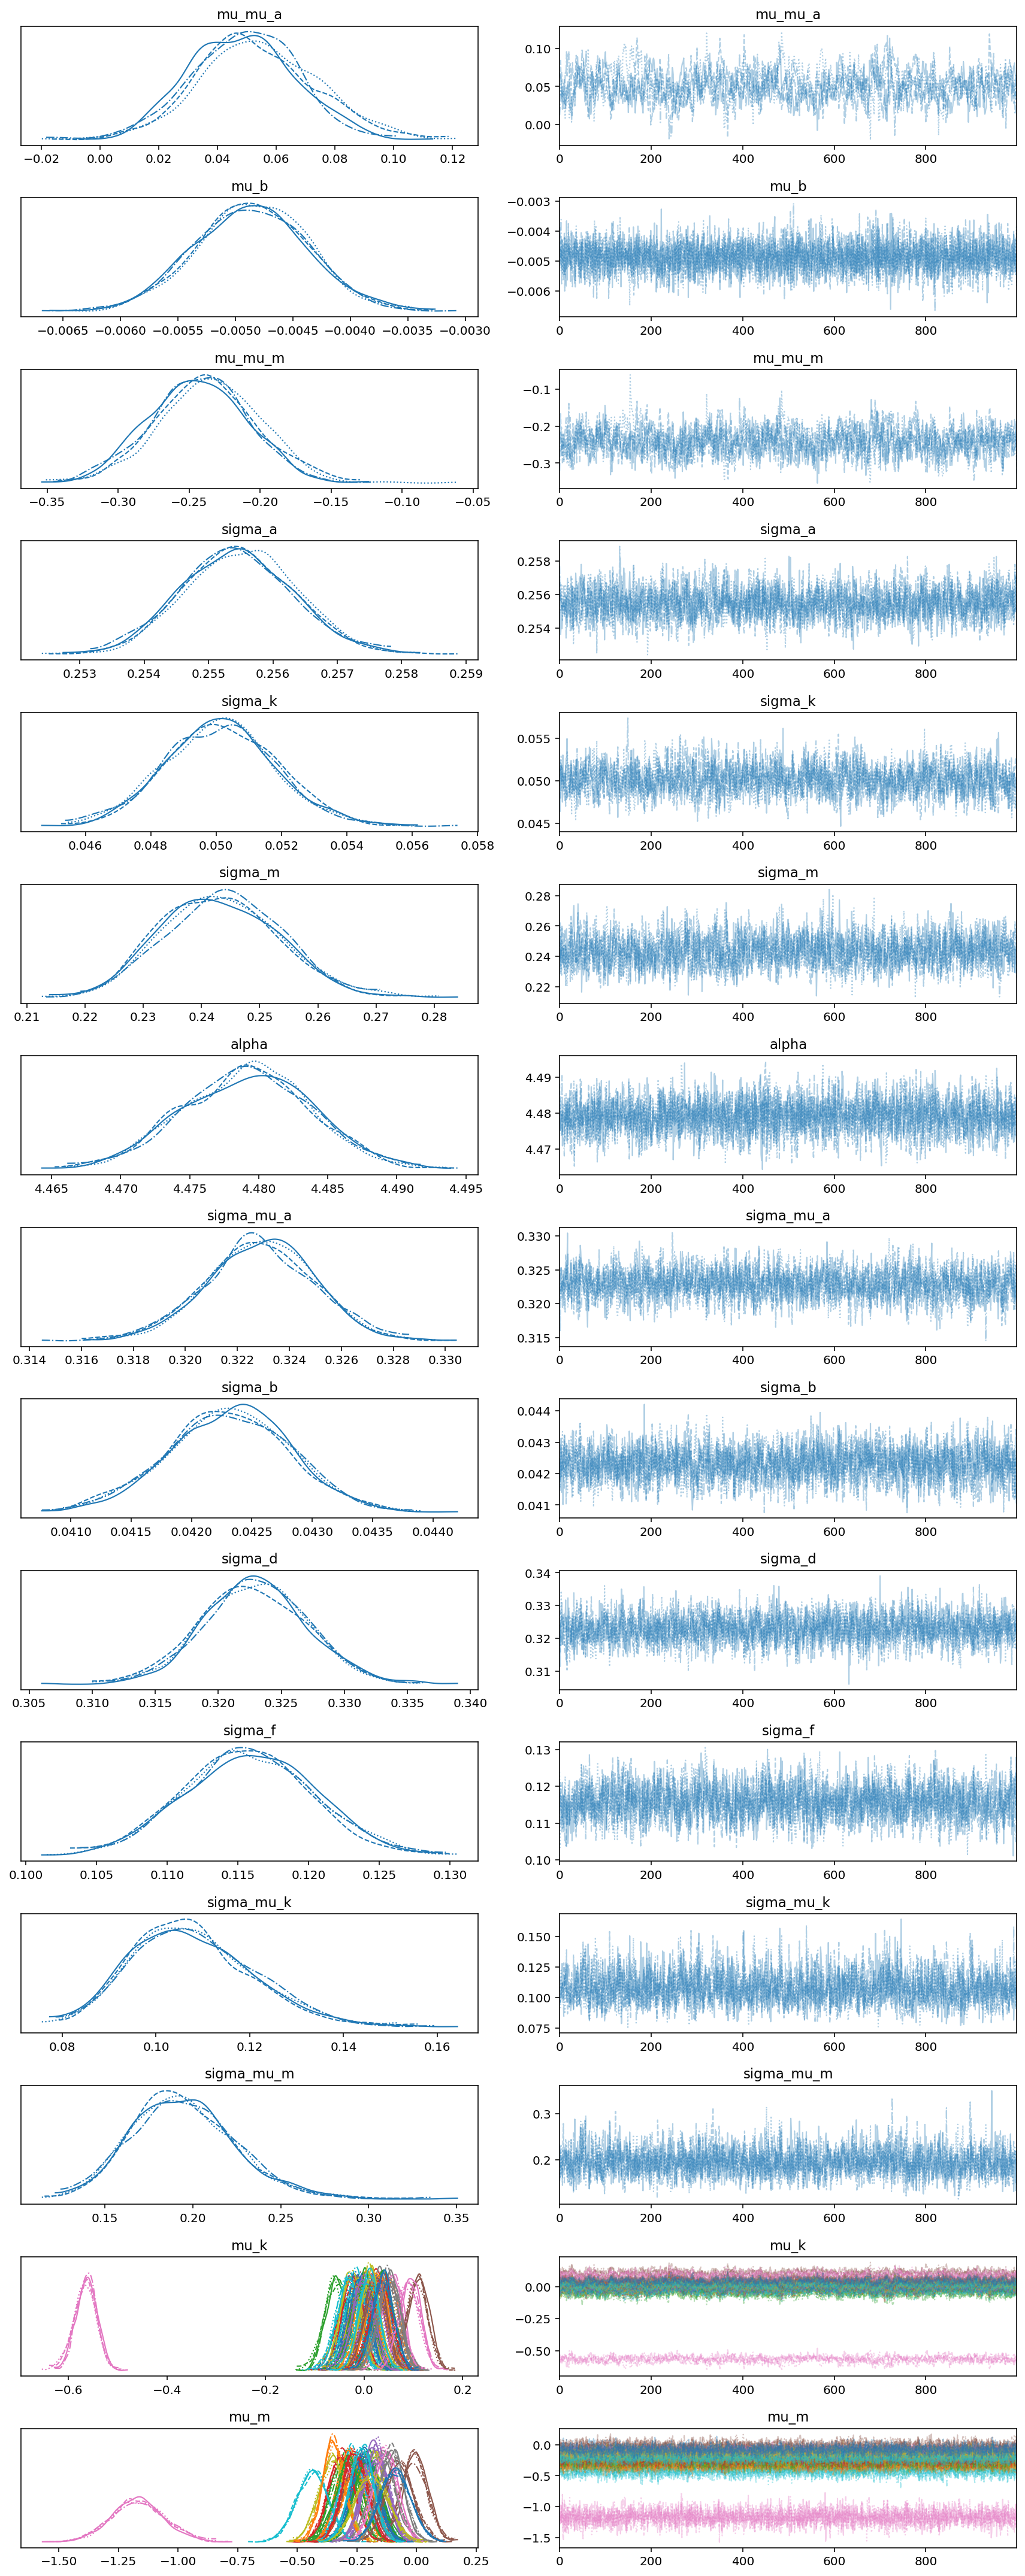 mu_mu_a mu_mu_a
0.10
0.05
0.00
−0.02 0.00 0.02 0.04 0.06 0.08 0.10 0.12 0 200 400 600 800
mu_b mu_b
−0.003
−0.004
−0.005
−0.006
−0.0065 −0.0060 −0.0055 −0.0050 −0.0045 −0.0040 −0.0035 −0.0030 0 200 400 600 800
mu_mu_m mu_mu_m
−0.1
−0.2
−0.3
−0.35 −0.30 −0.25 −0.20 −0.15 −0.10 −0.05 0 200 400 600 800
sigma_a sigma_a
0.258
0.256
0.254
0.253 0.254 0.255 0.256 0.257 0.258 0.259 0 200 400 600 800
sigma_k sigma_k
0.055
0.050
0.045
0.046 0.048 0.050 0.052 0.054 0.056 0.058 0 200 400 600 800
sigma_m sigma_m
0.28
0.26
0.24
0.22
0.21 0.22 0.23 0.24 0.25 0.26 0.27 0.28 0 200 400 600 800
alpha alpha
4.49
4.48
4.47
4.465 4.470 4.475 4.480 4.485 4.490 4.495 0 200 400 600 800
sigma_mu_a sigma_mu_a
0.330
0.325
0.320
0.315
0.314 0.316 0.318 0.320 0.322 0.324 0.326 0.328 0.330 0 200 400 600 800
sigma_b sigma_b
0.044
0.043
0.042
0.041
0.0410 0.0415 0.0420 0.0425 0.0430 0.0435 0.0440 0 200 400 600 800
sigma_d sigma_d
0.34
0.33
0.32
0.31
0.305 0.310 0.315 0.320 0.325 0.330 0.335 0.340 0 200 400 600 800
sigma_f sigma_f
0.13
0.12
0.11
0.10
0.100 0.105 0.110 0.115 0.120 0.125 0.130 0 200 400 600 800
sigma_mu_k sigma_mu_k
0.150
0.125
0.100
0.075
0.08 0.10 0.12 0.14 0.16 0 200 400 600 800
sigma_mu_m sigma_mu_m
0.3
0.2
0.15 0.20 0.25 0.30 0.35 0 200 400 600 800
mu_k mu_k
0.00
−0.25
−0.50
−0.6 −0.4 −0.2 0.0 0.2 0 200 400 600 800
mu_m mu_m
0.0
−0.5
−1.0
−1.5
−1.50 −1.25 −1.00 −0.75 −0.50 −0.25 0.00 0.25 0 200 400 600 800